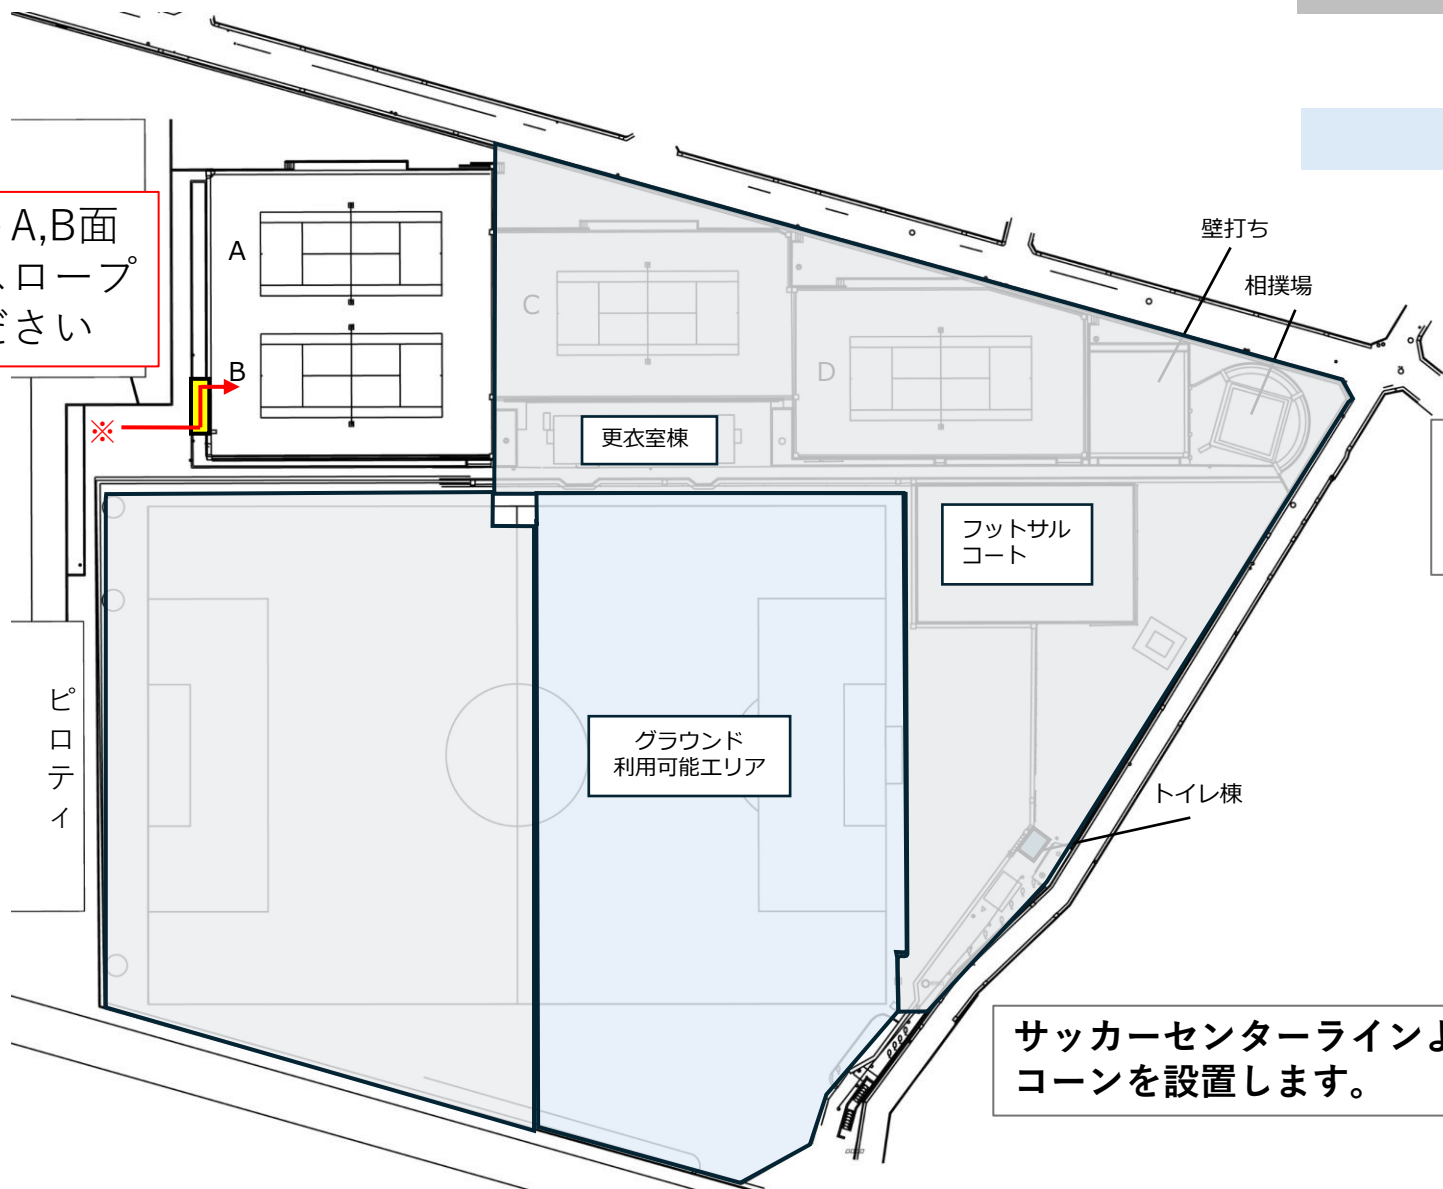 A,B面
スロープ
ださい
A
B
※
C
D
壁打ち
相撲場
更衣室棟
フットサル
コート
グラウンド
利用可能エリア
ピロティ
トイレ棟
サッカーセンターラインよ
コーンを設置します。